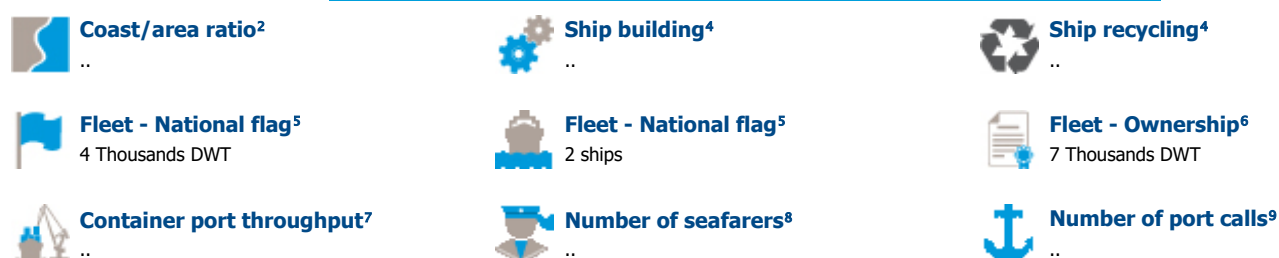 Coast/area ratio²
..
Ship building⁴
..
Ship recycling⁴
..
Fleet - National flag⁵
4 Thousands DWT
Fleet - National flag⁵
2 ships
Fleet - Ownership⁶
7 Thousands DWT
Container port throughput⁷
..
Number of seafarers⁸
..
Number of port calls⁹
..